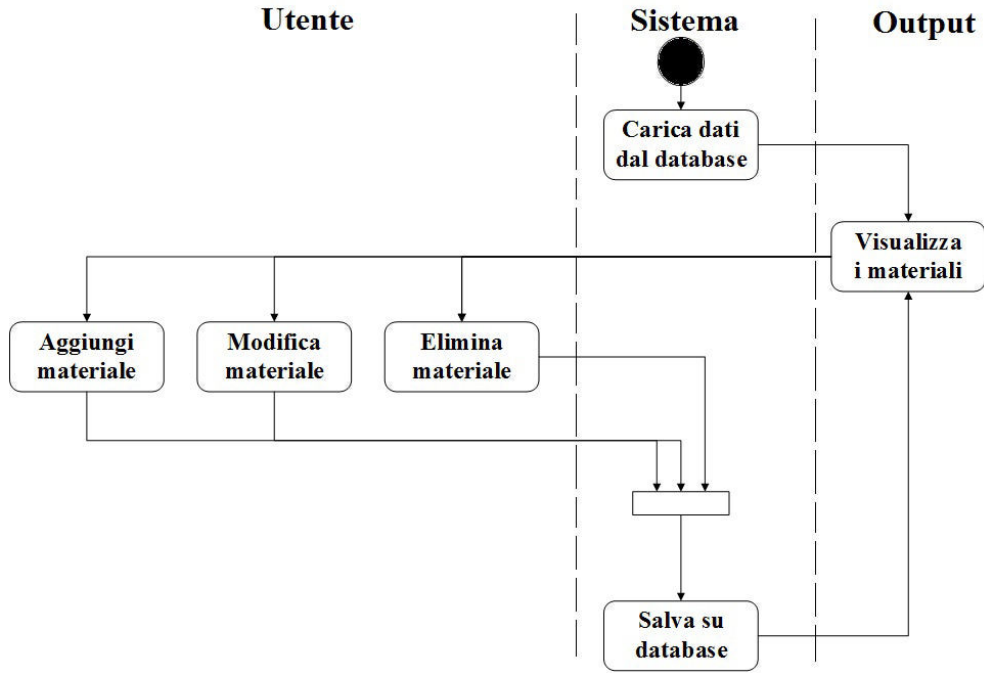 Utente
Sistema
Output
Carica dati
dal database
Visualizza
i materiali
Aggiungi
materiale
Modifica
materiale
Elimina
materiale
Salva su
database